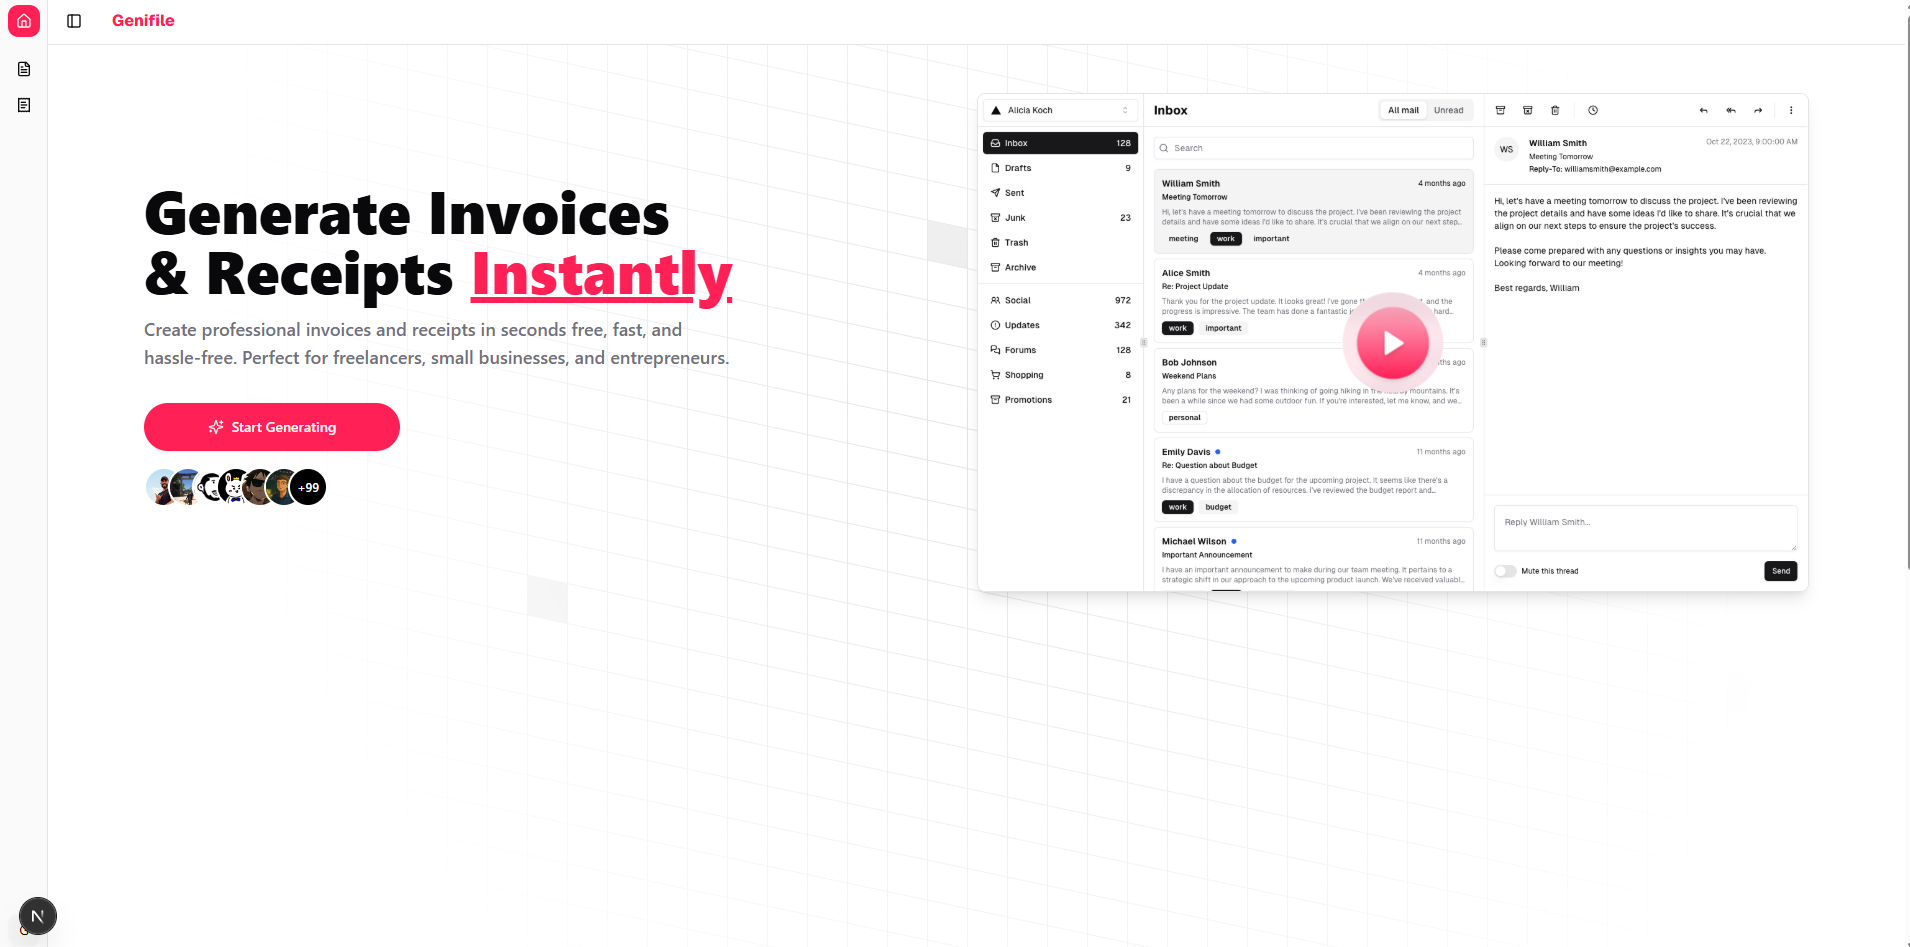 Genifile
Generate Invoices
& Receipts Instantly
Create professional invoices and receipts in seconds free, fast, and
hassle-free. Perfect for freelancers, small businesses, and entrepreneurs.
Start Generating
+99
Alicia Koch
Inbox 128
Drafts 9
Sent
Junk 23
Trash
Archive
Social 972
Updates 342
Forums 128
Shopping 8
Promotions 21
Inbox All mail Unread
Search
William Smith 4 months ago
Meeting Tomorrow
Hi, let's have a meeting tomorrow to discuss the project. I've been reviewing the project
details and have some ideas I'd like to share. It's crucial that we align on our next step...
meeting work important
Alice Smith 4 months ago
Re: Project Update
Thank you for the project update. It looks great! I've gone and the
progress is impressive. The team has done a fantastic hard...
work important
Bob Johnson ago
Weekend Plans
Any plans for the weekend? I was thinking of going hiking in mountains. It's
been a while since we had some outdoor fun. If you're interested, let me know, and we...
personal
Emily Davis 11 months ago
Re: Question about Budget
I have a question about the budget for the upcoming project. It seems like there's a
discrepancy in the allocation of resources. I've reviewed the budget report and...
work budget
Michael Wilson 11 months ago
Important Announcement
I have an important announcement to make during our team meeting. It pertains to a
strategic shift in our approach to the upcoming product launch. We've received valuabl...
WS
William Smith Oct 22, 2023, 9:00:00 AM
Meeting Tomorrow
Reply-To: williamsmith@example.com
Hi, let's have a meeting tomorrow to discuss the project. I've been reviewing
the project details and have some ideas I'd like to share. It's crucial that we
align on our next steps to ensure the project's success.
Please come prepared with any questions or insights you may have.
Looking forward to our meeting!
Best regards, William
Reply William Smith...
Mute this thread Send
N